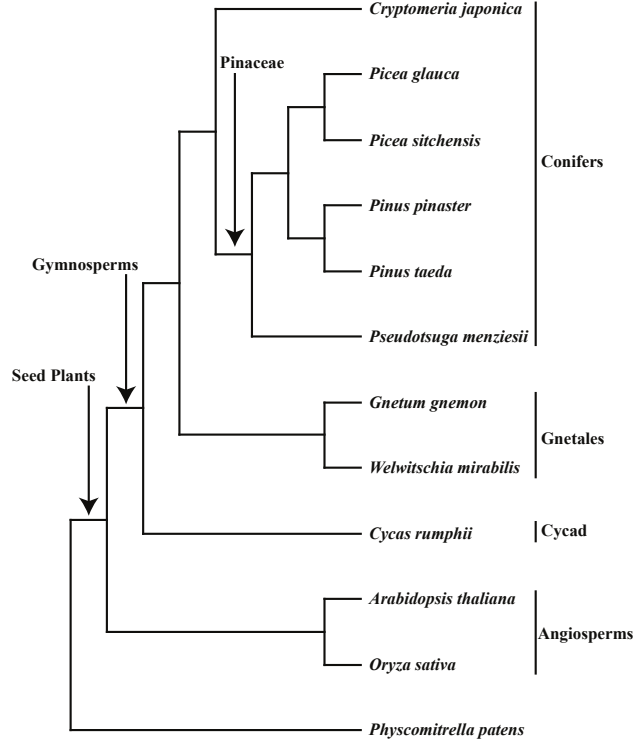 Cryptomeria japonica
Pinaceae
Picea glauca
Picea sitchensis
Conifers
Pinus pinaster
Gymnosperms
Pinus taeda
Pseudotsuga menziesii
Seed Plants
Gnetum gnemon
Gnetales
Welwitschia mirabilis
Cycas rumphii
Cycad
Arabidopsis thaliana
Angiosperms
Oryza sativa
Physcomitrella patens